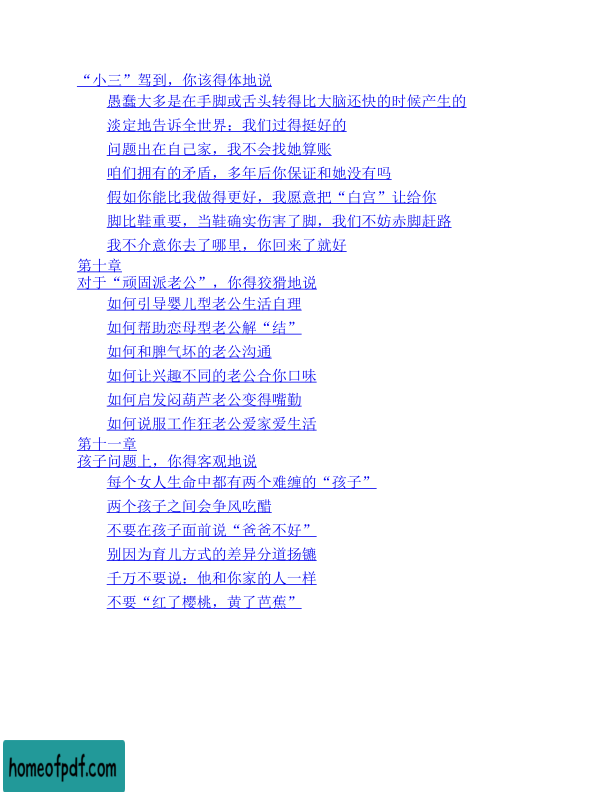 “小三”驾到，你该得体地说
愚蠢大多是在手脚或舌头转得比大脑还快的时候产生的
淡定地告诉全世界：我们过得挺好的
问题出在自己家，我不会找她算账
咱们拥有的矛盾，多年后你保证和她没有吗
假如你能比我做得更好，我愿意把“白宫”让给你
脚比鞋重要，当鞋确实伤害了脚，我们不妨赤脚赶路
我不介意你去了哪里，你回来了就好
第十章
对于“顽固派老公”，你得狡猾地说
如何引导婴儿型老公生活自理
如何帮助恋母型老公解“结”
如何和脾气坏的老公沟通
如何让兴趣不同的老公合你口味
如何启发闷葫芦老公变得嘴勤
如何说服工作狂老公爱家爱生活
第十一章
孩子问题上，你得客观地说
每个女人生命中都有两个难缠的“孩子”
两个孩子之间会争风吃醋
不要在孩子面前说“爸爸不好”
别因为育儿方式的差异分道扬镳
千万不要说：他和你家的人一样
不要“红了樱桃，黄了芭蕉”
homeofpdf.com